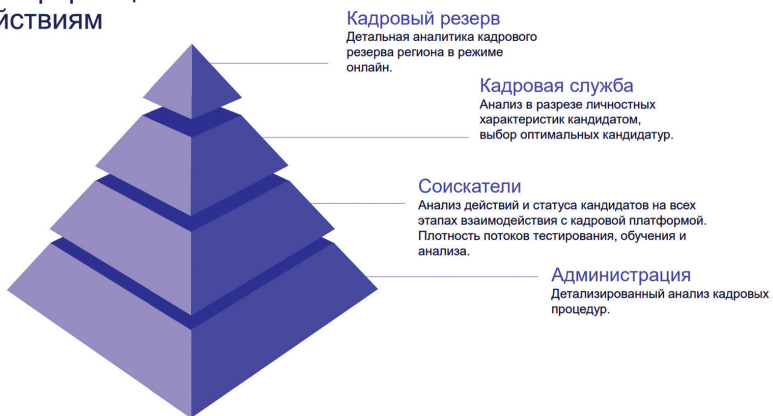 йствиям
Кадровый резерв
Детальная аналитика кадрового
резерва региона в режиме
онлайн.
Кадровая служба
Анализ в разрезе личностных
характеристик кандидатом,
выбор оптимальных кандидатур.
Соискатели
Анализ действий и статуса кандидатов на всех
этапах взаимодействия с кадровой платформой.
Плотность потоков тестирования, обучения и
анализа.
Администрация
Детализированный анализ кадровых
процедур.